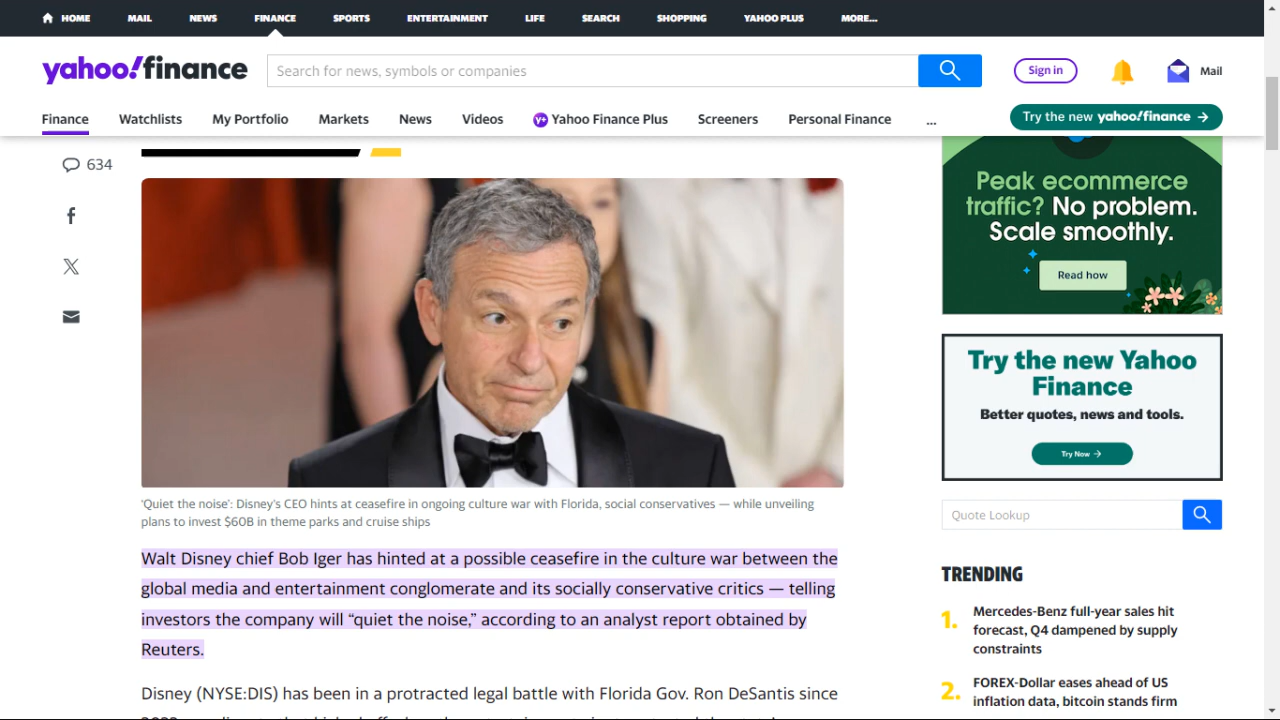 HOME MAIL NEWS FINANCE SPORTS ENTERTAINMENT LIFE SEARCH SHOPPING YAHOO PLUS MORE...
yahoo!finance
Search for news, symbols or companies
Sign in
Mail
Finance Watchlists My Portfolio Markets News Videos Y+ Yahoo Finance Plus Screeners Personal Finance ...
Try the new yahoo!finance →
634
Peak ecommerce
traffic? No problem.
Scale smoothly.
Read how
Try the new Yahoo
Finance
Better quotes, news and tools.
Try Now →
'Quiet the noise': Disney's CEO hints at ceasefire in ongoing culture war with Florida, social conservatives — while unveiling
plans to invest $60B in theme parks and cruise ships
Walt Disney chief Bob Iger has hinted at a possible ceasefire in the culture war between the
global media and entertainment conglomerate and its socially conservative critics — telling
investors the company will “quiet the noise,” according to an analyst report obtained by
Reuters.
Disney (NYSE:DIS) has been in a protracted legal battle with Florida Gov. Ron DeSantis since
Quote Lookup
TRENDING
1. Mercedes-Benz full-year sales hit
forecast, Q4 dampened by supply
constraints
2. FOREX-Dollar eases ahead of US
inflation data, bitcoin stands firm